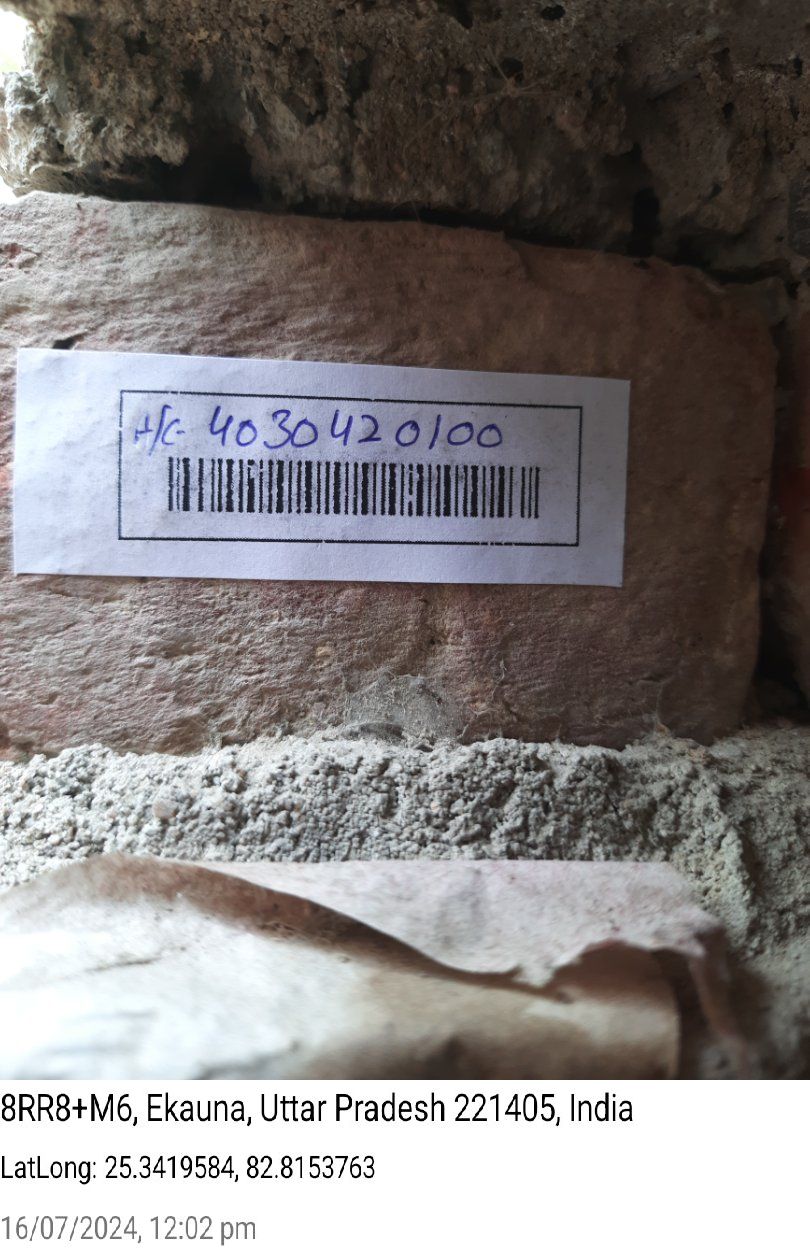 A/C- 4030420100
8RR8+M6, Ekauna, Uttar Pradesh 221405, India
LatLong: 25.3419584, 82.8153763
16/07/2024, 12:02 pm